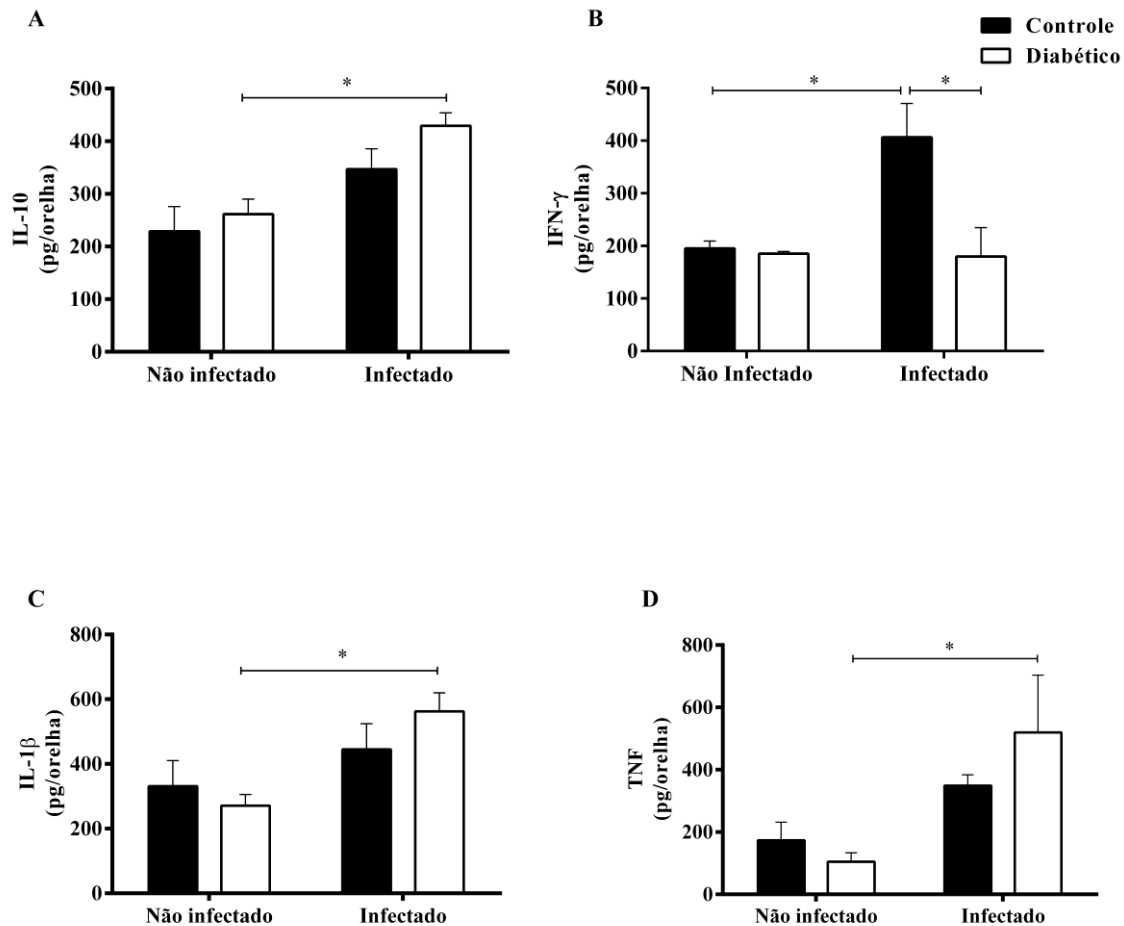 A
B
Controle
Diabético
*
500
400
300
200
100
0
IL-10
(pg/orelha)
Não infectado
Infectado
*
*
500
400
300
200
100
0
IFN-γ
(pg/orelha)
Não Infectado
Infectado
C
D
*
800
600
400
200
0
IL-1β
(pg/orelha)
Não infectado
Infectado
*
800
600
400
200
0
TNF
(pg/orelha)
Não infectado
Infectado